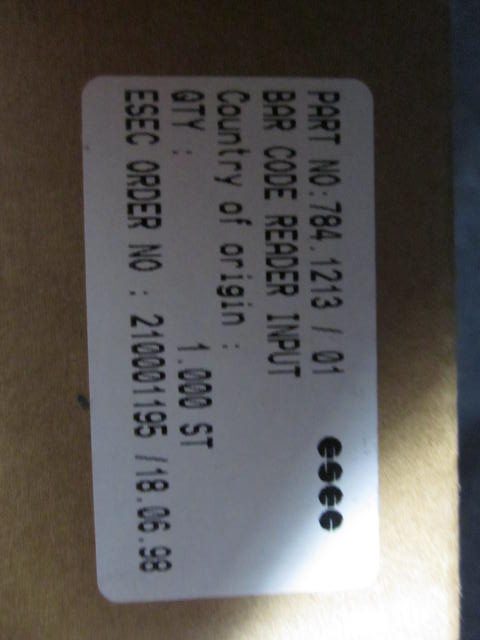 esec
PART NO:784.1213 / 01
BAR CODE READER INPUT
Country of origin :
QTY : 1.000 ST
ESEC ORDER NO : 210001195 /18.06.98